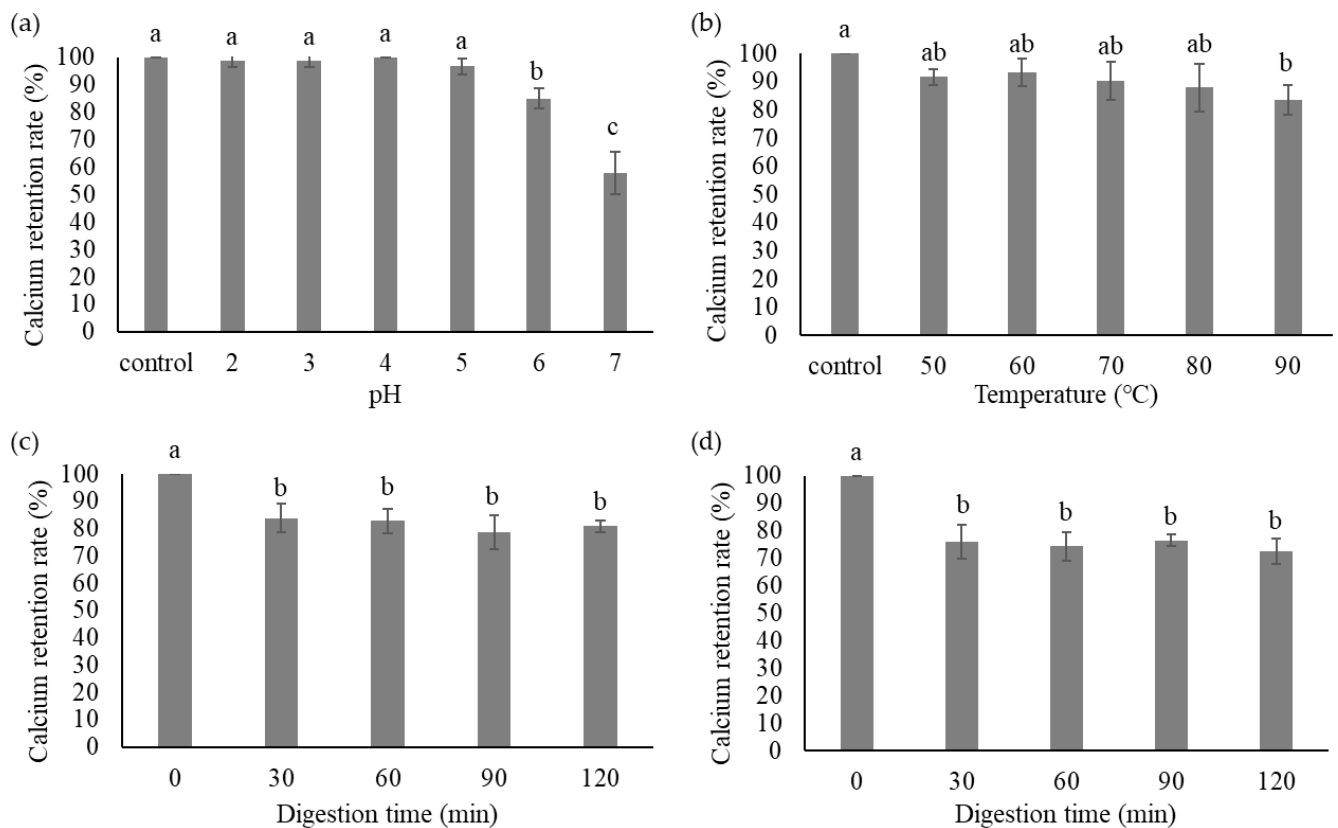 (a)
a a a a a b c
Calcium retention rate (%)
100
90
80
70
60
50
40
30
20
10
0
control 2 3 4 5 6 7
pH
(b)
a ab ab ab ab b
Calcium retention rate (%)
100
90
80
70
60
50
40
30
20
10
0
control 50 60 70 80 90
Temperature (°C)
(c)
a b b b b
Calcium retention rate (%)
100
90
80
70
60
50
40
30
20
10
0
0 30 60 90 120
Digestion time (min)
(d)
a b b b b
Calcium retention rate (%)
100
90
80
70
60
50
40
30
20
10
0
0 30 60 90 120
Digestion time (min)